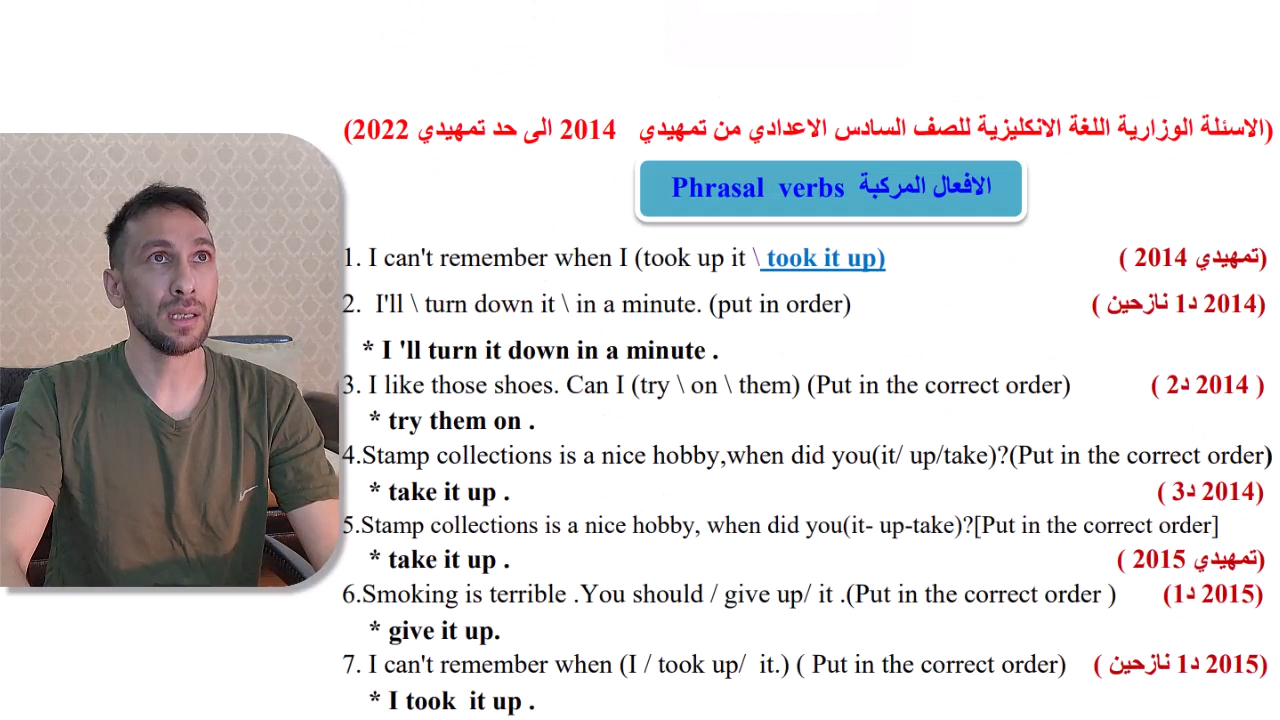 (الاسئلة الوزارية اللغة الانكليزية للصف السادس الاعدادي من تمهيدي 2014 الى حد تمهيدي 2022)
الافعال المركبة Phrasal verbs
1. I can't remember when I (took up it \ took it up) (تمهيدي 2014 )
2. I'll \ turn down it \ in a minute. (put in order) (2014 د1 نازحين )
* I 'll turn it down in a minute .
3. I like those shoes. Can I (try \ on \ them) (Put in the correct order) ( 2014 د2 )
* try them on .
4.Stamp collections is a nice hobby,when did you(it/ up/take)?(Put in the correct order)
* take it up . (2014 د3 )
5.Stamp collections is a nice hobby, when did you(it- up-take)?[Put in the correct order]
* take it up . (تمهيدي 2015 )
6.Smoking is terrible .You should / give up/ it .(Put in the correct order ) (2015 د1)
* give it up.
7. I can't remember when (I / took up/ it.) ( Put in the correct order) (2015 د1 نازحين )
* I took it up .